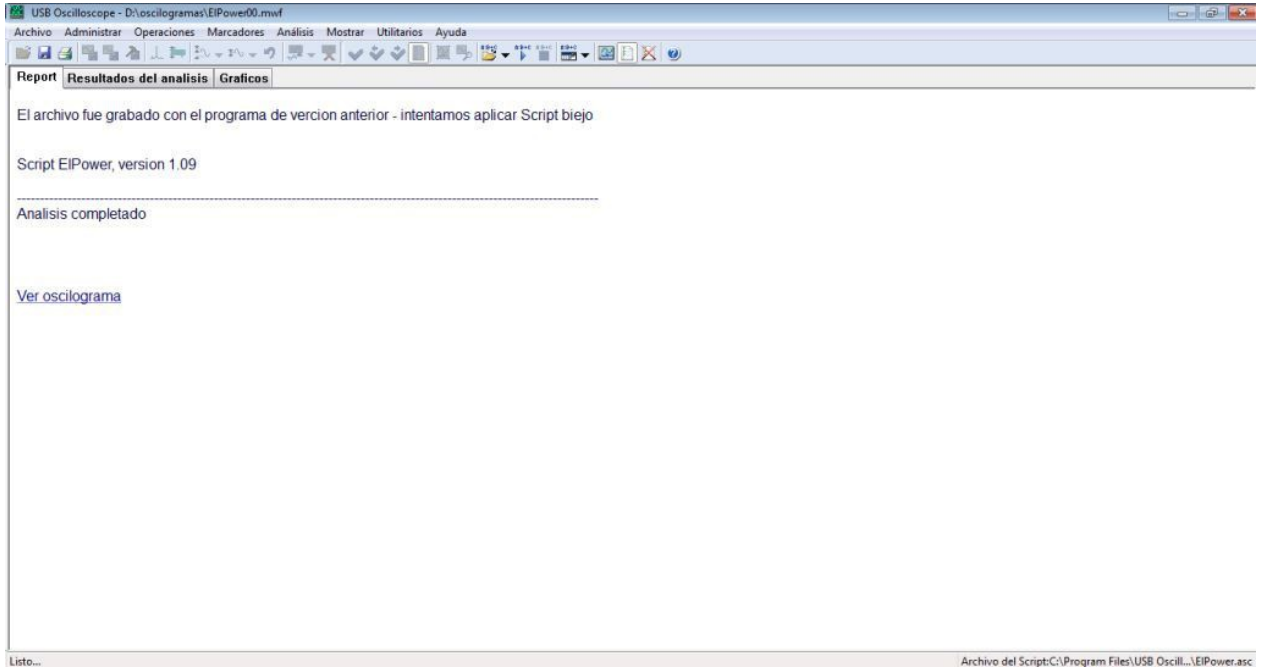 USB Oscilloscope - D:\oscilogramas\ElPower00.mwf
Archivo Administrar Operaciones Marcadores Análisis Mostrar Utilitarios Ayuda
Report Resultados del analisis Graficos
El archivo fue grabado con el programa de vercion anterior - intentamos aplicar Script biejo
Script ElPower, version 1.09
Analisis completado
Ver oscilograma
Listo... Archivo del Script:C:\Program Files\USB Oscill...\ElPower.asc